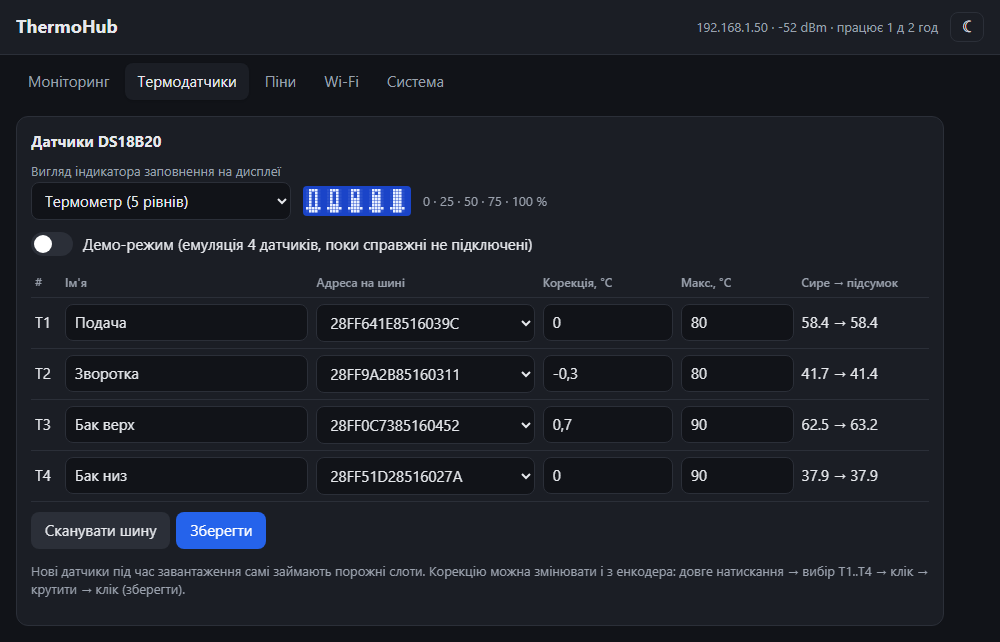 ThermoHub
192.168.1.50 · -52 dBm · працює 1 д 2 год
Моніторинг Термодатчики Піни Wi-Fi Система
Датчики DS18B20
Вигляд індикатора заповнення на дисплеї
Термометр (5 рівнів) 0 · 25 · 50 · 75 · 100 %
Демо-режим (емуляція 4 датчиків, поки справжні не підключені)
# Ім'я Адреса на шині Корекція, °C Макс., °C Сире → підсумок
T1 Подача 28FF641E8516039C 0 80 58.4 → 58.4
T2 Зворотка 28FF9A2B85160311 -0,3 80 41.7 → 41.4
T3 Бак верх 28FF0C7385160452 0,7 90 62.5 → 63.2
T4 Бак низ 28FF51D28516027A 0 90 37.9 → 37.9
Сканувати шину Зберегти
Нові датчики під час завантаження самі займають порожні слоти. Корекцію можна змінювати і з енкодера: довге натискання → вибір T1..T4 → клік →
крутити → клік (зберегти).